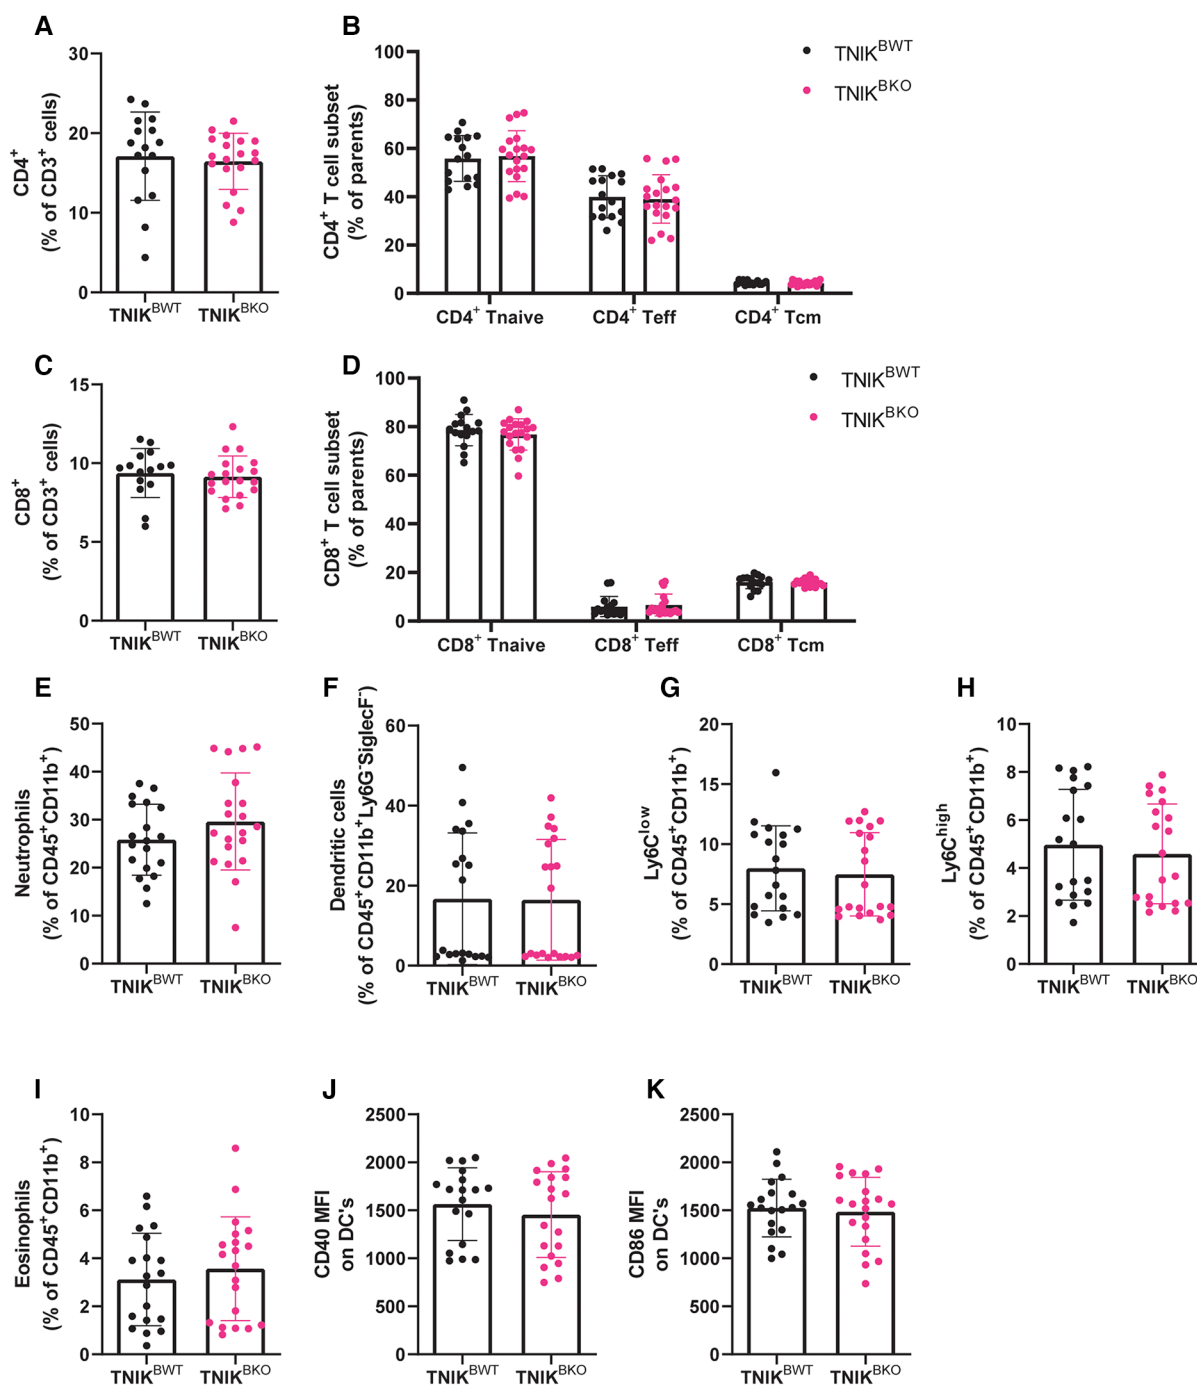 A
CD4+
(% of CD3+ cells)
30
20
10
0
TNIKBWT TNIKBKO
B
CD4+ T cell subset
(% of parents)
100
80
60
40
20
0
CD4+ Tnaive CD4+ Teff CD4+ Tcm
TNIKBWT
TNIKBKO
C
CD8+
(% of CD3+ cells)
15
10
5
0
TNIKBWT TNIKBKO
D
CD8+ T cell subset
(% of parents)
100
80
60
40
20
0
CD8+ Tnaive CD8+ Teff CD8+ Tcm
TNIKBWT
TNIKBKO
E
Neutrophils
(% of CD45+CD11b+)
50
40
30
20
10
0
TNIKBWT TNIKBKO
F
Dendritic cells
(% of CD45+CD11b+Ly6G-SiglecF-)
60
40
20
0
TNIKBWT TNIKBKO
G
Ly6Clow
(% of CD45+CD11b+)
20
15
10
5
0
TNIKBWT TNIKBKO
H
Ly6Chigh
(% of CD45+CD11b+)
10
8
6
4
2
0
TNIKBWT TNIKBKO
I
Eosinophils
(% of CD45+CD11b+)
10
8
6
4
2
0
TNIKBWT TNIKBKO
J
CD40 MFI
on DC's
2500
2000
1500
1000
500
0
TNIKBWT TNIKBKO
K
CD86 MFI
on DC's
2500
2000
1500
1000
500
0
TNIKBWT TNIKBKO